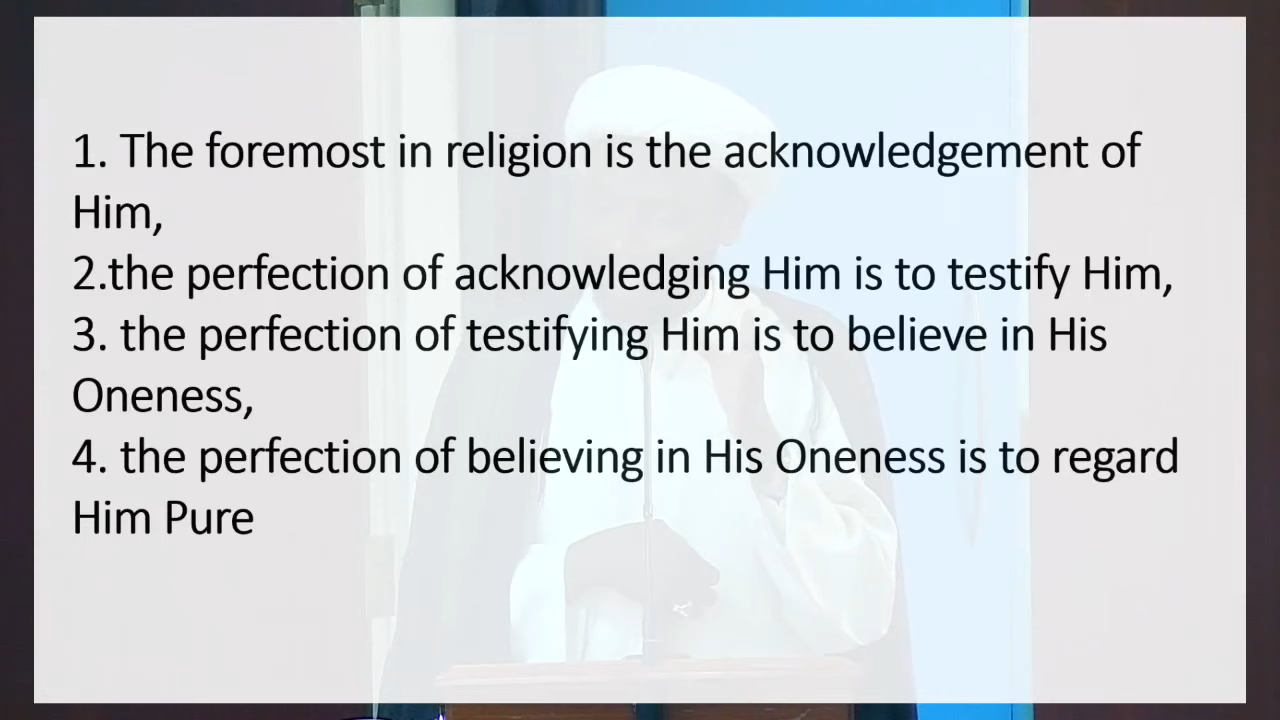 1. The foremost in religion is the acknowledgement of
Him,
2.the perfection of acknowledging Him is to testify Him,
3. the perfection of testifying Him is to believe in His
Oneness,
4. the perfection of believing in His Oneness is to regard
Him Pure